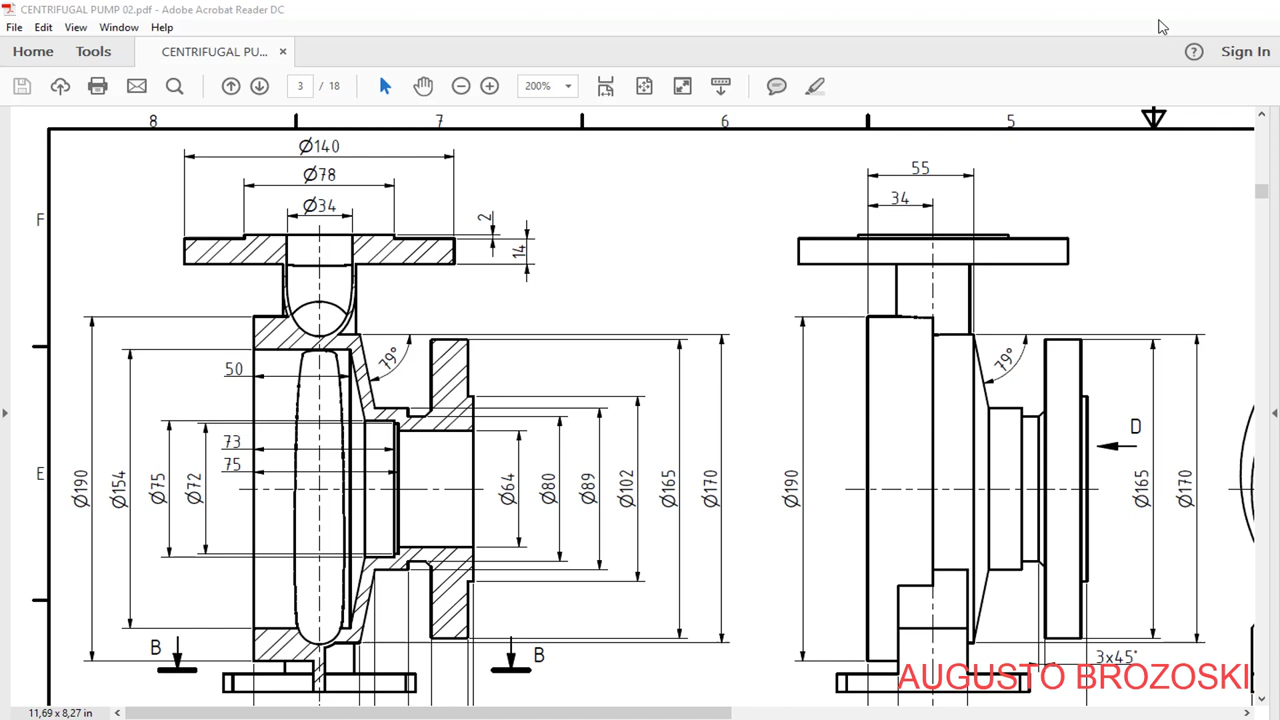 CENTRIFUGAL PUMP 02.pdf - Adobe Acrobat Reader DC
File Edit View Window Help
Home Tools CENTRIFUGAL PU... × ? Sign In
3 / 18 200%
8 7 6 5
Ø140
Ø78
Ø34
2
14
55
34
F
79°
79°
50
D
E
73
75
Ø190
Ø154
Ø75
Ø72
Ø64
Ø80
Ø89
Ø102
Ø165
Ø170
Ø190
Ø165
Ø170
B
B
3x45°
AUGUSTO BROZOSKI
11,69 x 8,27 in